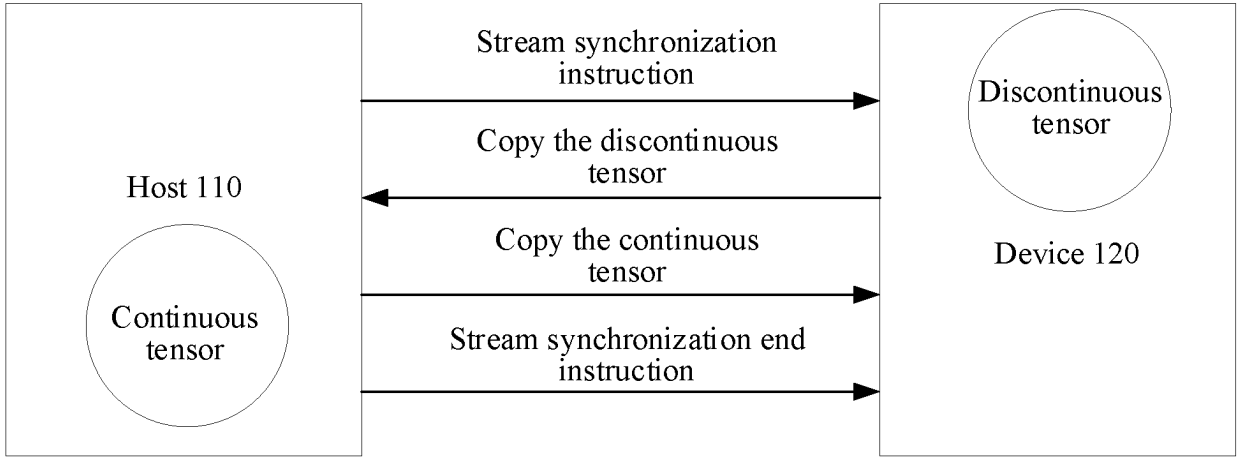 Stream synchronization
instruction
Discontinuous
tensor
Copy the discontinuous
tensor
Host 110
Copy the continuous
tensor
Device 120
Continuous
tensor
Stream synchronization end
instruction